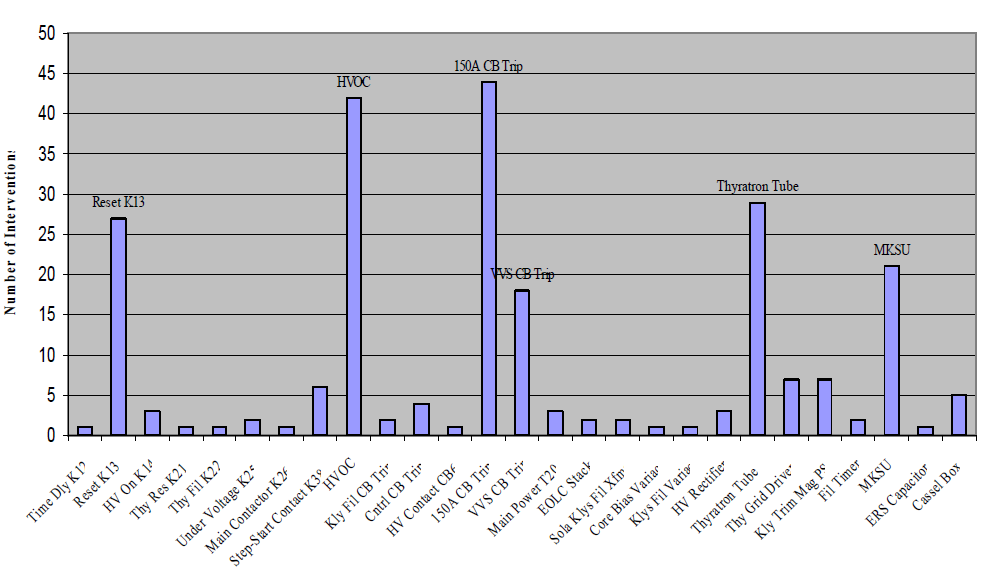 50
45
40
35
30
25
20
15
10
5
0
Number of Interventions
Reset K13
HVOC
150A CB Trip
VVS CB Trip
Thyratron Tube
MKSU
Time Dly K12
Reset K13
HV On K14
Thy Res K21
Thy Fil K22
Under Voltage K25
Main Contactor K26
Step-Start Contact K38
HVOC
Kly Fil CB Trip
Cntrl CB Trip
HV Contact CB6
150A CB Trip
VVS CB Trip
Main Power T20
EOLC Stack
Sola Klys Fil Xfm
Core Bias Variac
Klys Fil Variac
HV Rectifier
Thyratron Tube
Thy Grid Driver
Kly Trim Mag PS
Fil Timer
MKSU
ERS Capacitor
Cassel Box